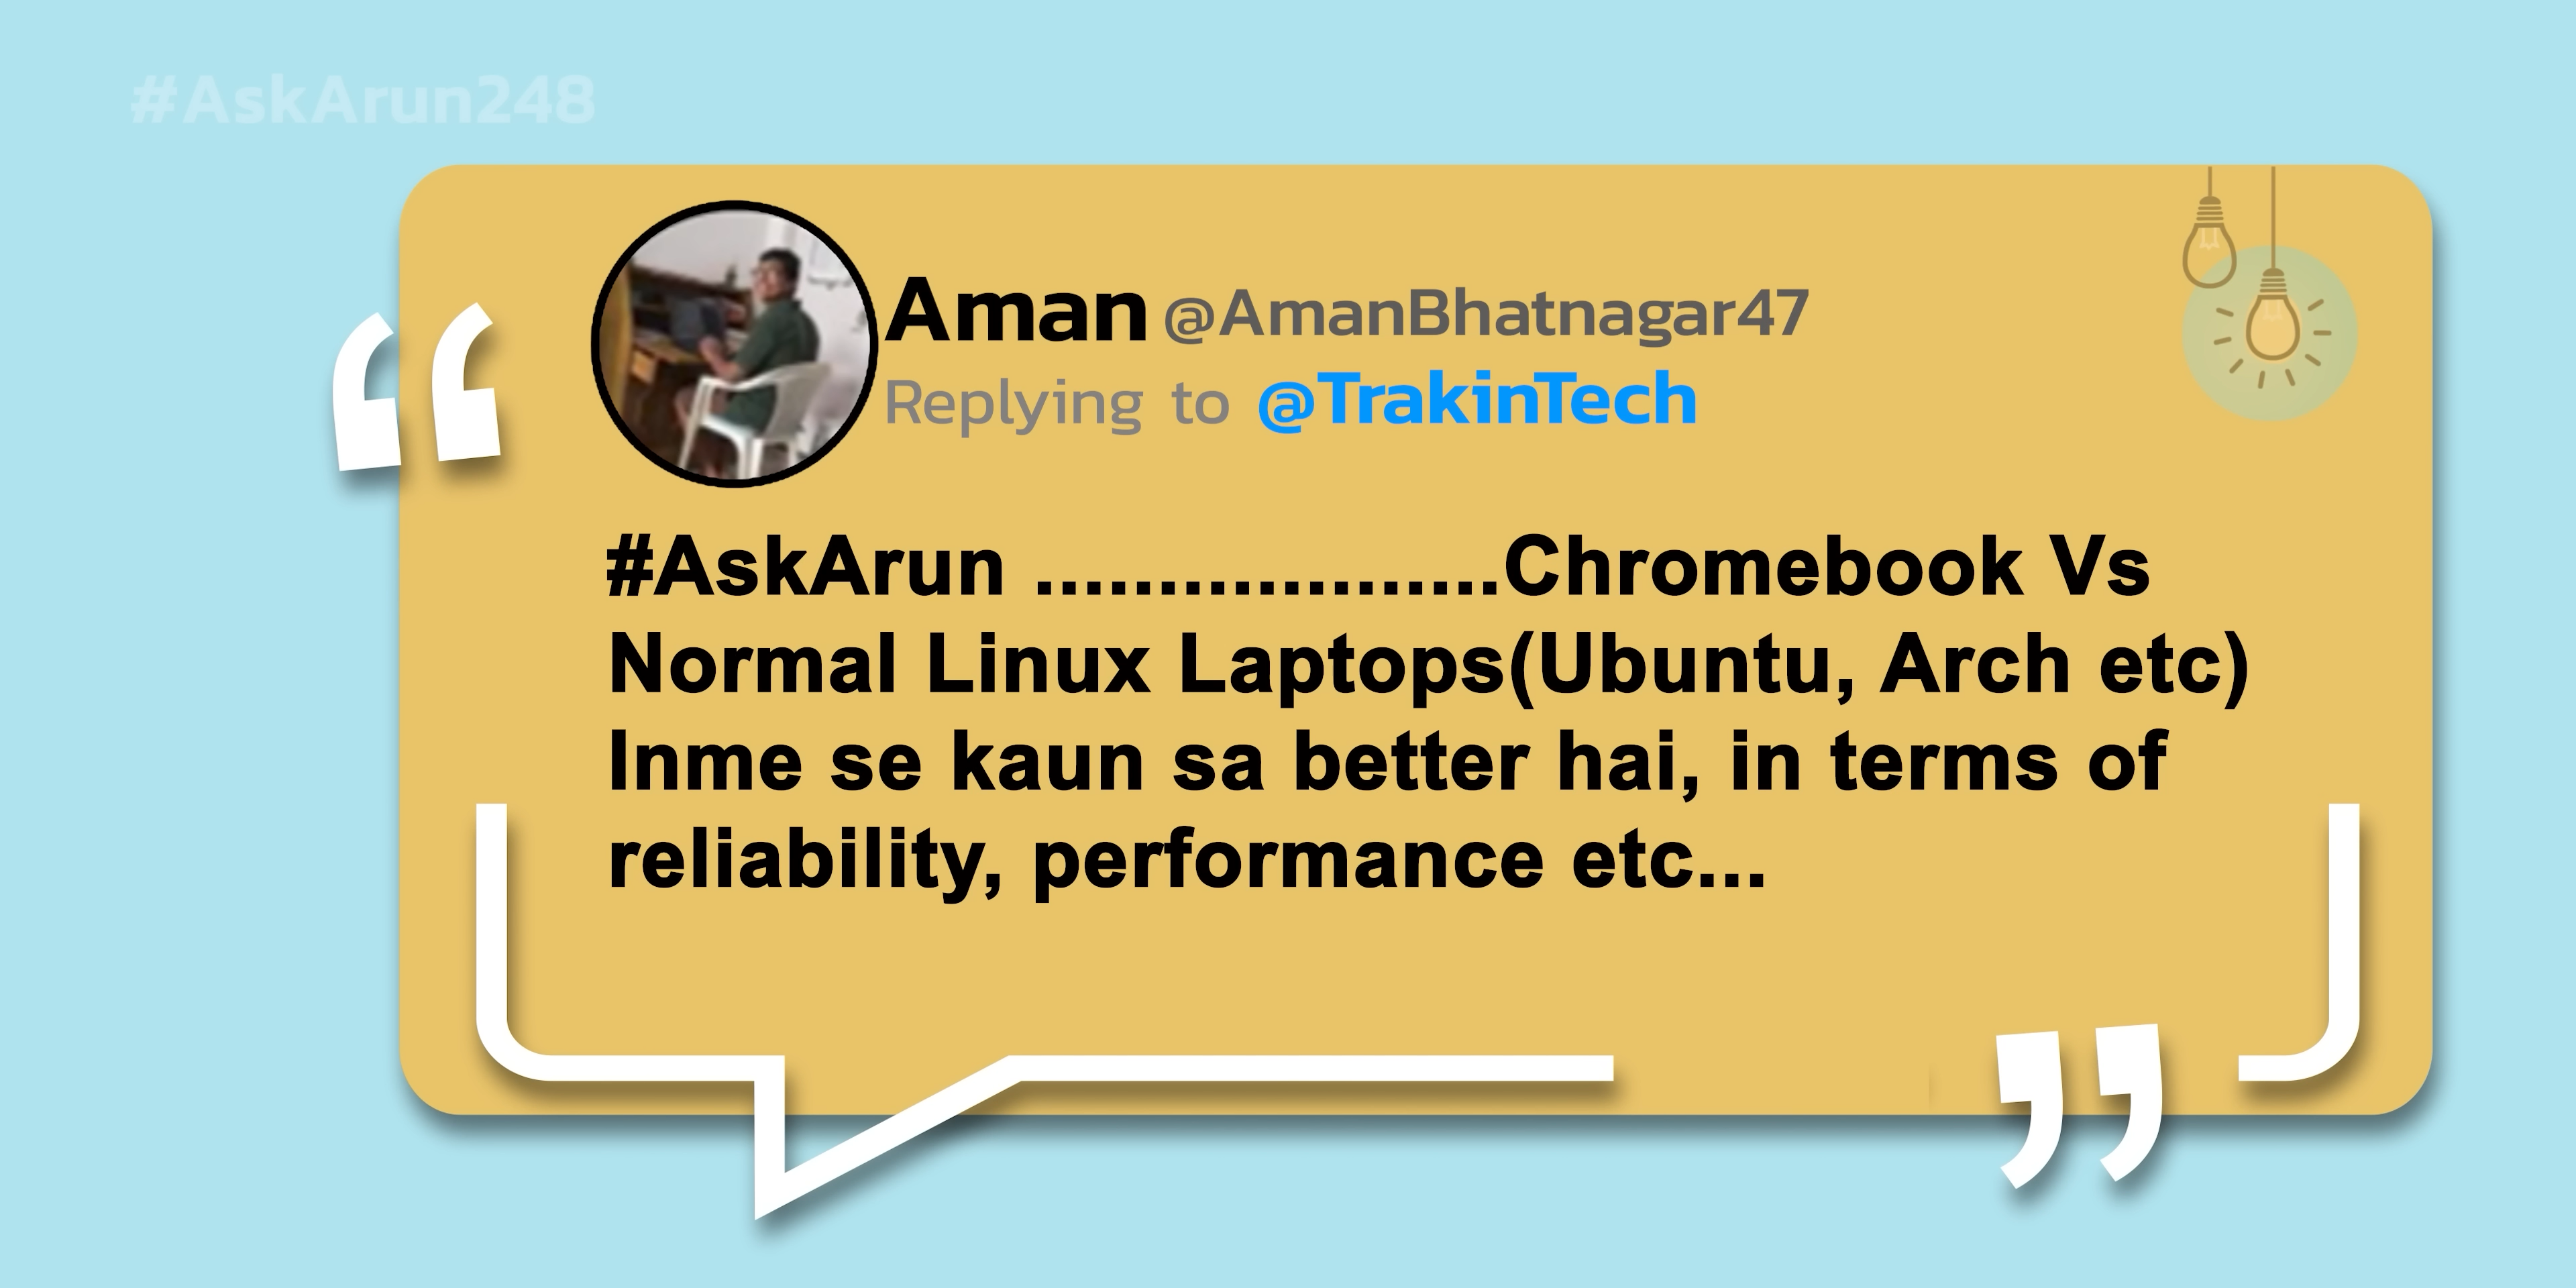 #AskArun248
Aman @AmanBhatnagar47
Replying to @TrakinTech
#AskArun ...................Chromebook Vs
Normal Linux Laptops(Ubuntu, Arch etc)
Inme se kaun sa better hai, in terms of
reliability, performance etc...